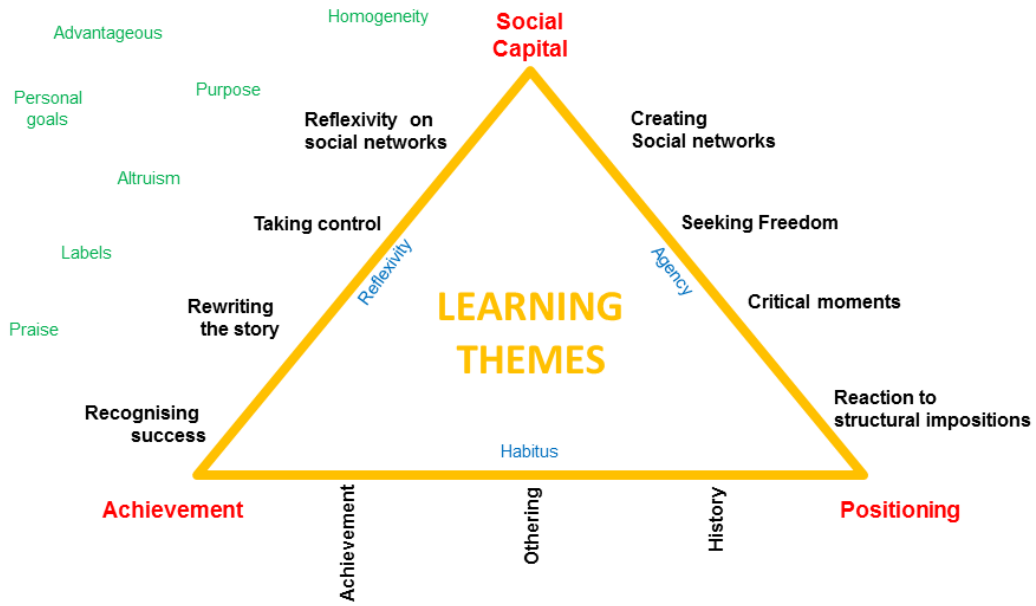 Homogeneity
Social
Capital
Advantageous
Purpose
Personal
goals
Reflexivity on
social networks
Creating
Social networks
Altruism
Taking control
Seeking Freedom
Labels
Reflexivity
Agency
LEARNING
THEMES
Rewriting
the story
Critical moments
Praise
Recognising
success
Reaction to
structural impositions
Habitus
Achievement
Positioning
Achievement
Othering
History